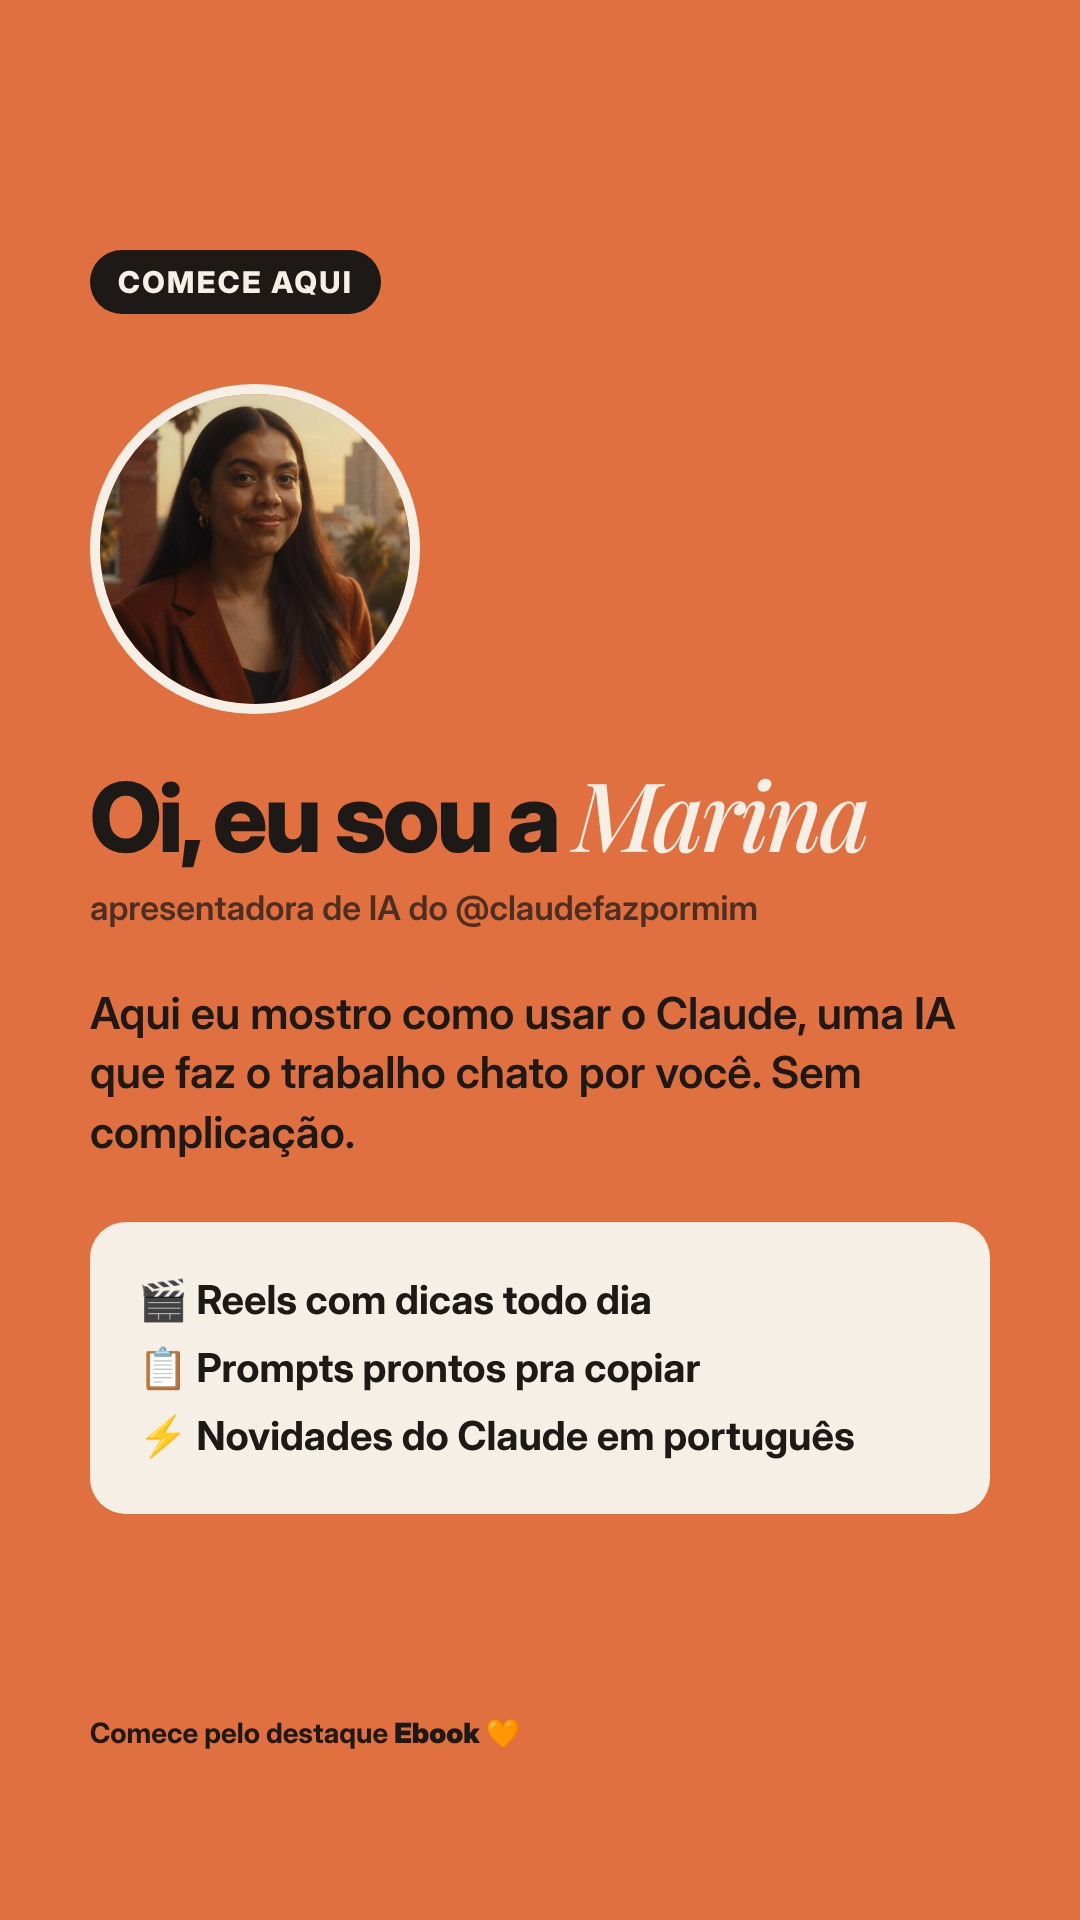 COMECE AQUI
Oi, eu sou a Marina
apresentadora de IA do @claudefazpormim
Aqui eu mostro como usar o Claude, uma IA
que faz o trabalho chato por você. Sem
complicação.
🎬 Reels com dicas todo dia
📋 Prompts prontos pra copiar
⚡ Novidades do Claude em português
Comece pelo destaque Ebook 🧡